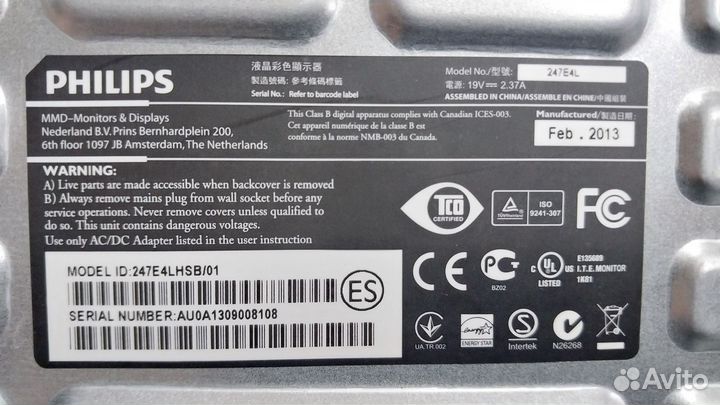 PHILIPS
液晶彩色顯示器
製造號碼: 參考條碼標籤
Serial No.: Refer to barcode label
Model No./型號: 247E4L
電源: 19V 2.37A
ASSEMBLED IN CHINA/ASSEMBLE EN CHINE/中國組裝
MMD–Monitors & Displays
Nederland B.V. Prins Bernhardplein 200,
6th floor 1097 JB Amsterdam, The Netherlands
This Class B digital apparatus complies with Canadian ICES-003.
Cet appareil numérique de la classe B est
conforme à la norme NMB-003 du Canada.
Manufactured/製造日期:
Feb . 2013
WARNING:
A) Live parts are made accessible when backcover is removed
B) Always remove mains plug from wall socket before any
service operations. Never remove covers unless qualified to
do so. This unit contains dangerous voltages.
Use only AC/DC Adapter listed in the user instruction
TCO
CERTIFIED
TÜVRheinland
ISO
9241-307
FC
MODEL ID:247E4LHSB/01
SERIAL NUMBER:AU0A1309008108
ES
CE
PCT
BZ02
C UL US
LISTED
E135689
I.T.E. MONITOR
1K81
UA.TR.002
energy
ENERGY STAR
S
Intertek
N26268
Avito